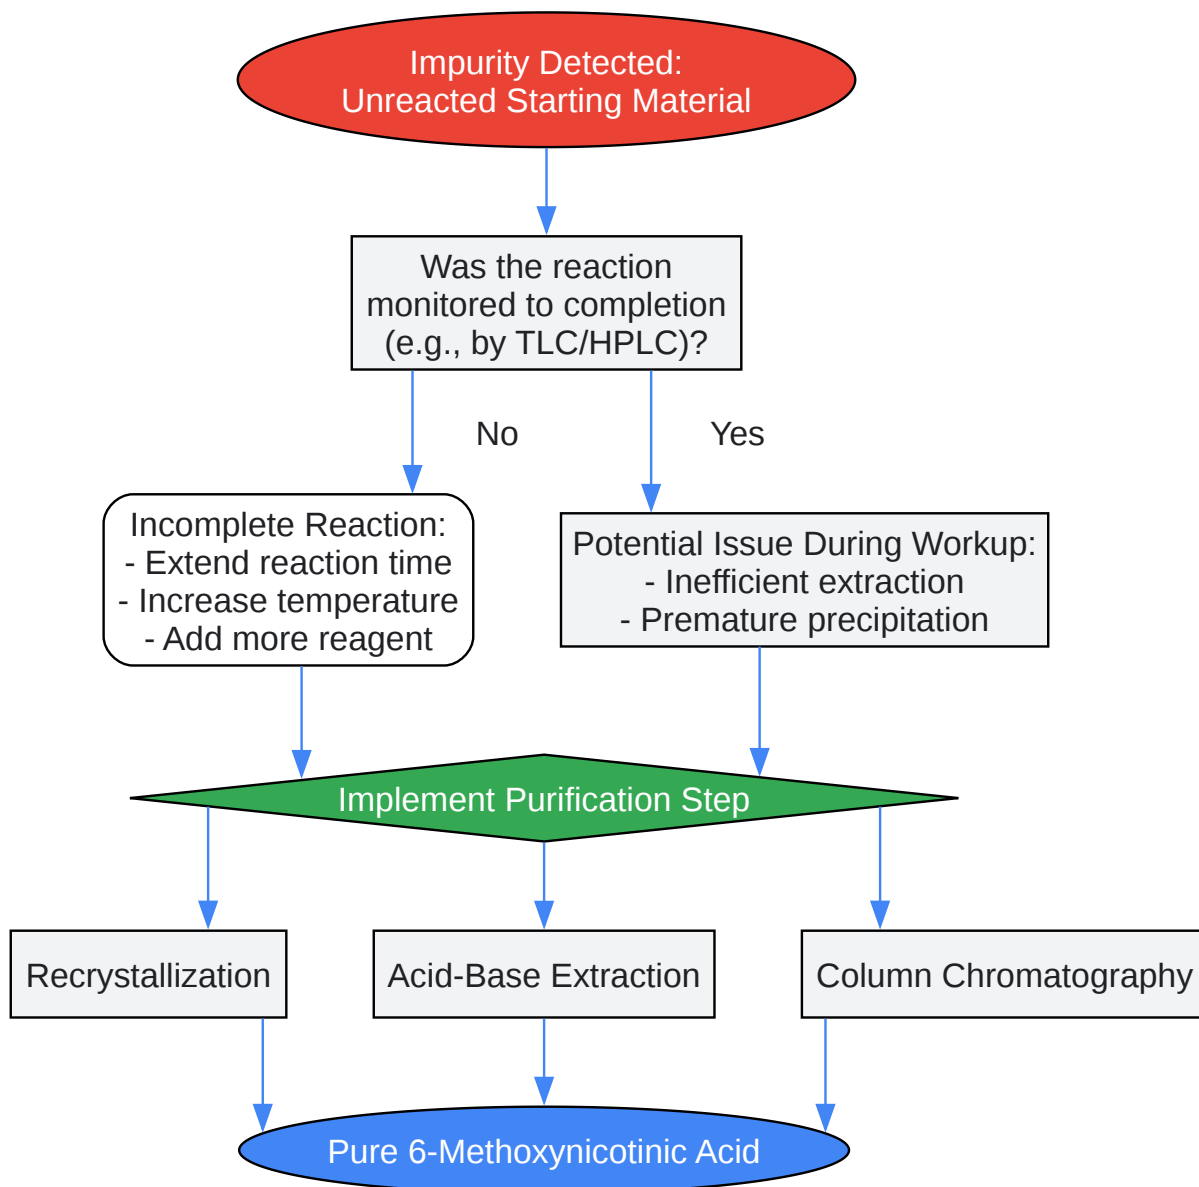 Impurity Detected:
Unreacted Starting Material
Was the reaction
monitored to completion
(e.g., by TLC/HPLC)?
No
Yes
Incomplete Reaction:
- Extend reaction time
- Increase temperature
- Add more reagent
Potential Issue During Workup:
- Inefficient extraction
- Premature precipitation
Implement Purification Step
Recrystallization
Acid-Base Extraction
Column Chromatography
Pure 6-Methoxynicotinic Acid